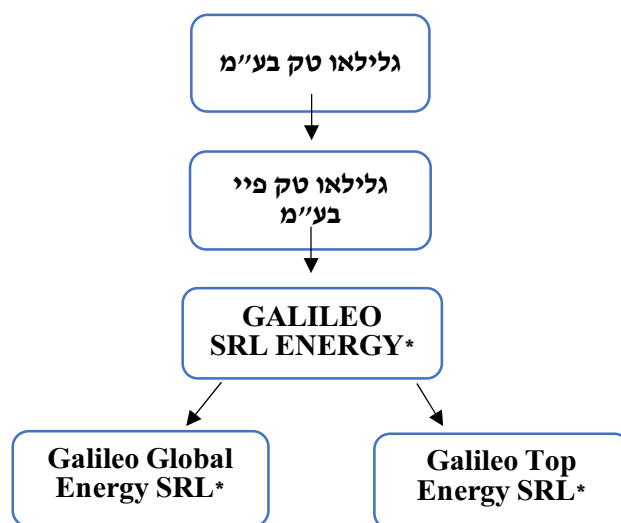 גלילאו טק בע״מ
גלילאו טק פיי
בע״מ
GALILEO
SRL ENERGY*
Galileo Global
Energy SRL*
Galileo Top
Energy SRL*